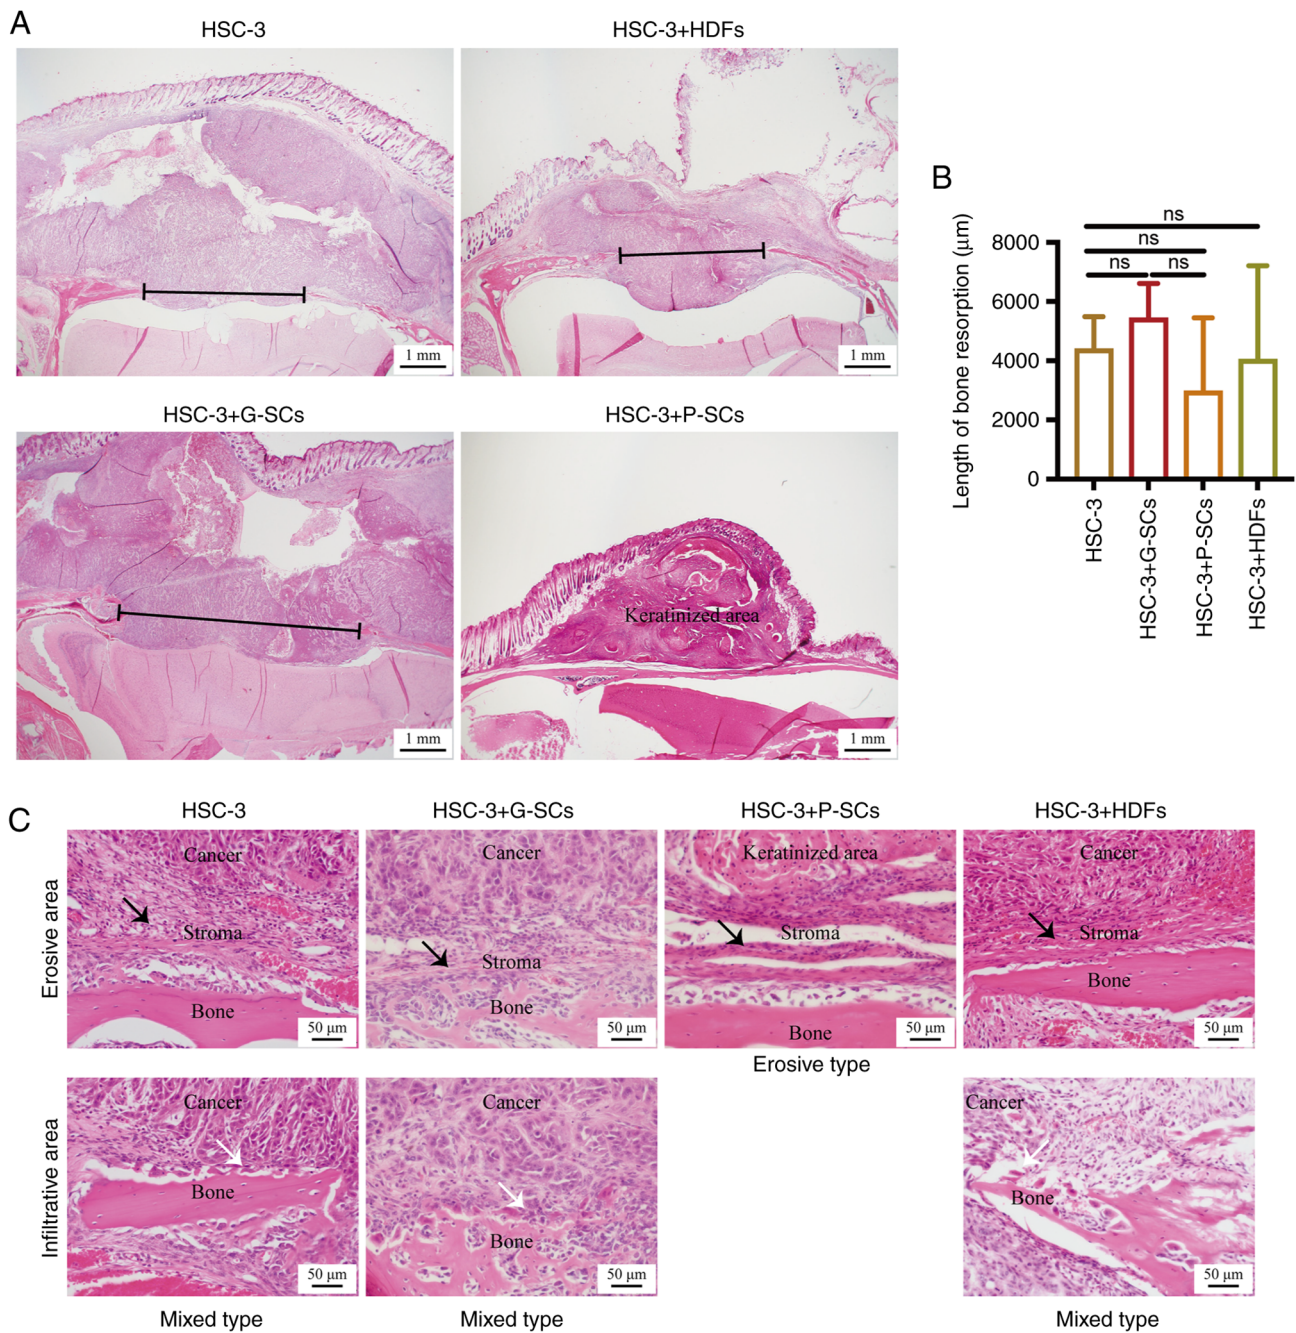 A
HSC-3
HSC-3+HDFs
1 mm
1 mm
HSC-3+G-SCs
HSC-3+P-SCs
Keratinized area
1 mm
1 mm
B
Length of bone resorption (µm)
ns
ns
ns
ns
8000
6000
4000
2000
0
HSC-3
HSC-3+G-SCs
HSC-3+P-SCs
HSC-3+HDFs
C
HSC-3
HSC-3+G-SCs
HSC-3+P-SCs
HSC-3+HDFs
Erosive area
Cancer
Stroma
Bone
50 µm
Cancer
Stroma
Bone
50 µm
Keratinized area
Stroma
Bone
50 µm
Erosive type
Cancer
Stroma
Bone
50 µm
Infiltrative area
Cancer
Bone
50 µm
Mixed type
Cancer
Bone
50 µm
Mixed type
Cancer
Bone
50 µm
Mixed type